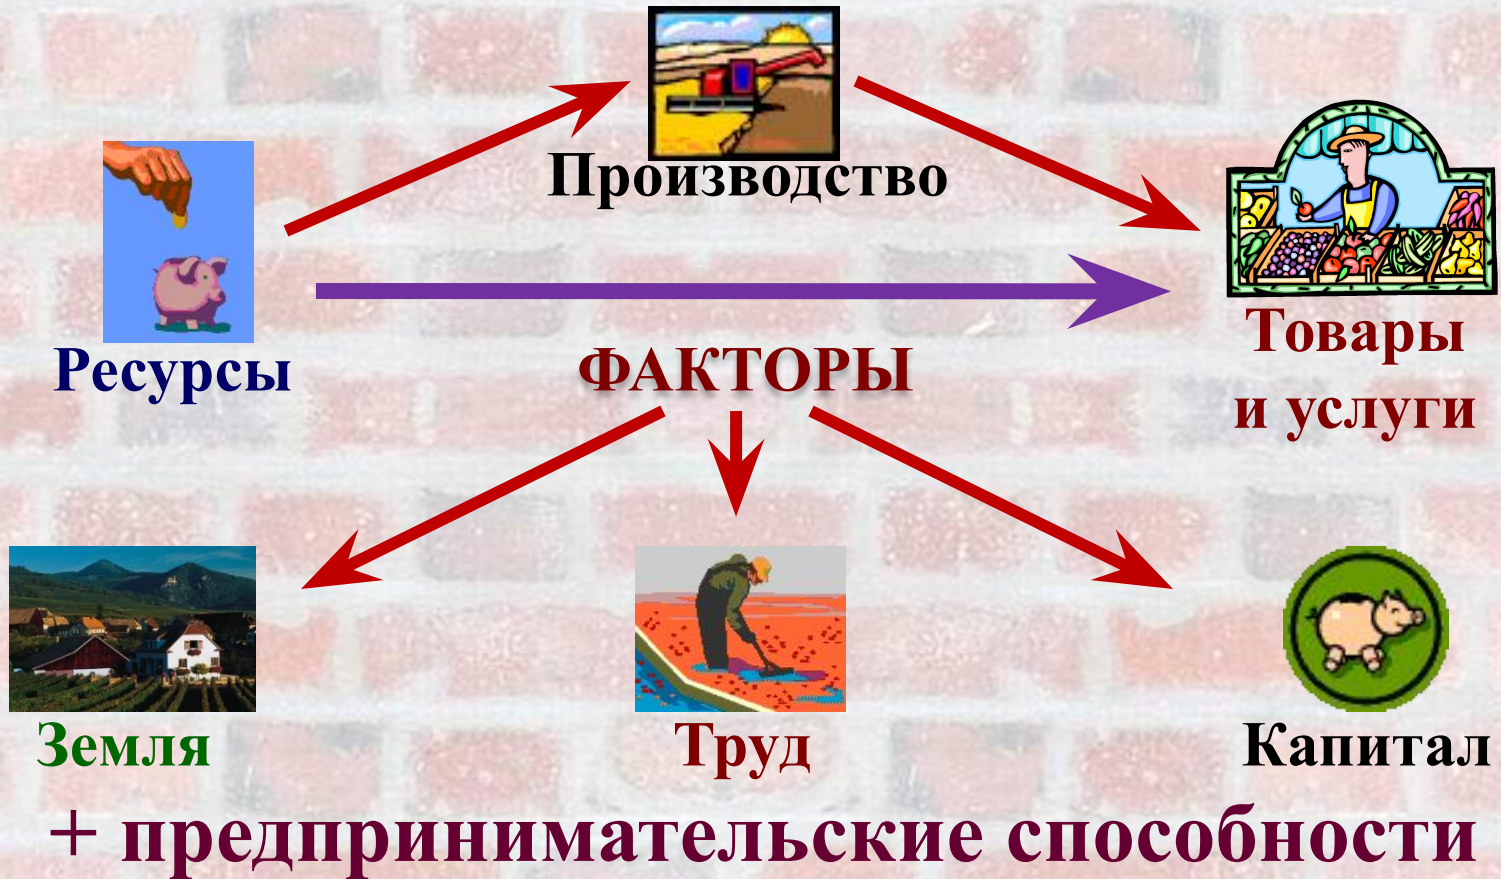 Производство
Ресурсы
ФАКТОРЫ
Товары
и услуги
Земля
Труд
Капитал
+ предпринимательские способности